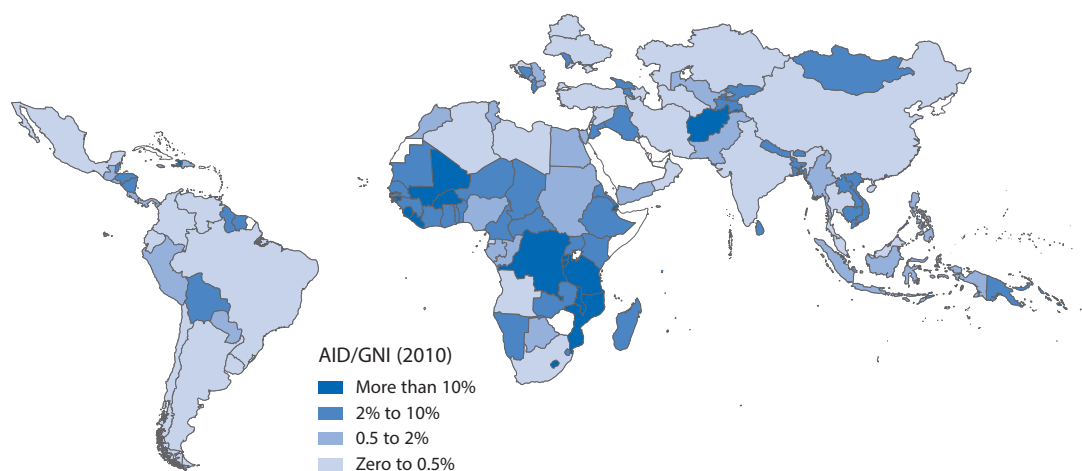 AID/GNI (2010)
More than 10%
2% to 10%
0.5 to 2%
Zero to 0.5%